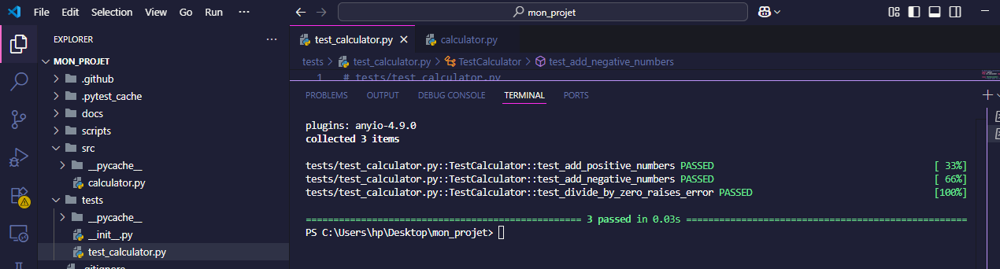 File Edit Selection View Go Run ··· mon_projet
EXPLORER ···
test_calculator.py calculator.py
MON_PROJET
tests > test_calculator.py > TestCalculator > test_add_negative_numbers
.github
1 # tests/test_calculator.py
.pytest_cache
PROBLEMS OUTPUT DEBUG CONSOLE TERMINAL PORTS
docs
scripts
src
__pycache__
calculator.py
tests
__pycache__
__init__.py
test_calculator.py
.gitignore
plugins: anyio-4.9.0
collected 3 items
tests/test_calculator.py::TestCalculator::test_add_positive_numbers PASSED [ 33%]
tests/test_calculator.py::TestCalculator::test_add_negative_numbers PASSED [ 66%]
tests/test_calculator.py::TestCalculator::test_divide_by_zero_raises_error PASSED [100%]
================================================== 3 passed in 0.03s ===================================================
PS C:\Users\hp\Desktop\mon_projet>